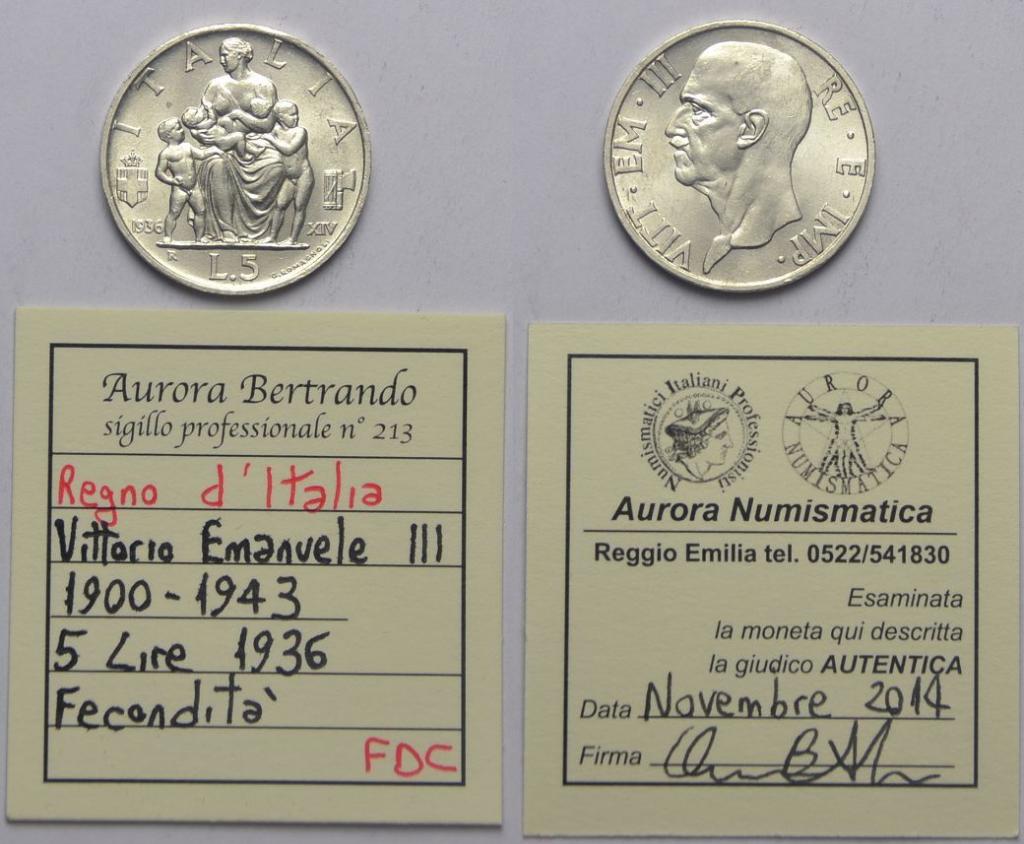 ITALIA
1936 XIV
R
L.5
G. ROMAGNOLI
VITT·EM·III RE·E·IMP·
Aurora Bertrando
sigillo professionale n° 213
Regno d'Italia
Vittorio Emanuele III
1900-1943
5 Lire 1936
Fecondità
FDC
Numismatici Italiani Professionisti
AURORA NUMISMATICA
Aurora Numismatica
Reggio Emilia tel. 0522/541830
Esaminata
la moneta qui descritta
la giudico AUTENTICA
Data Novembre 2014
Firma